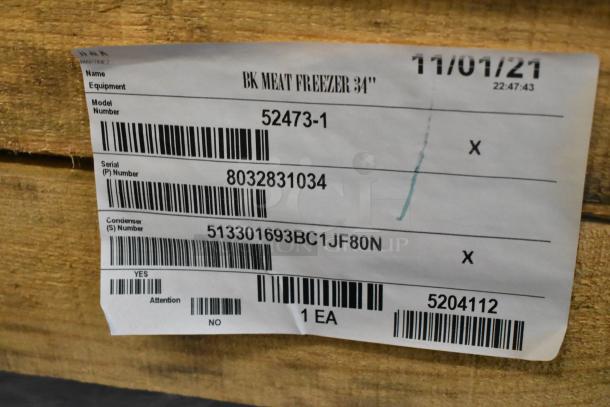 Name
Equipment
BK MEAT FREEZER 34"
11/01/21
22:47:43
Model
Number
52473-1
X
Serial
(P) Number
8032831034
Condenser
(S) Number
513301693BC1JF80N
X
YES
Attention
NO
1 EA
5204112
GROUP